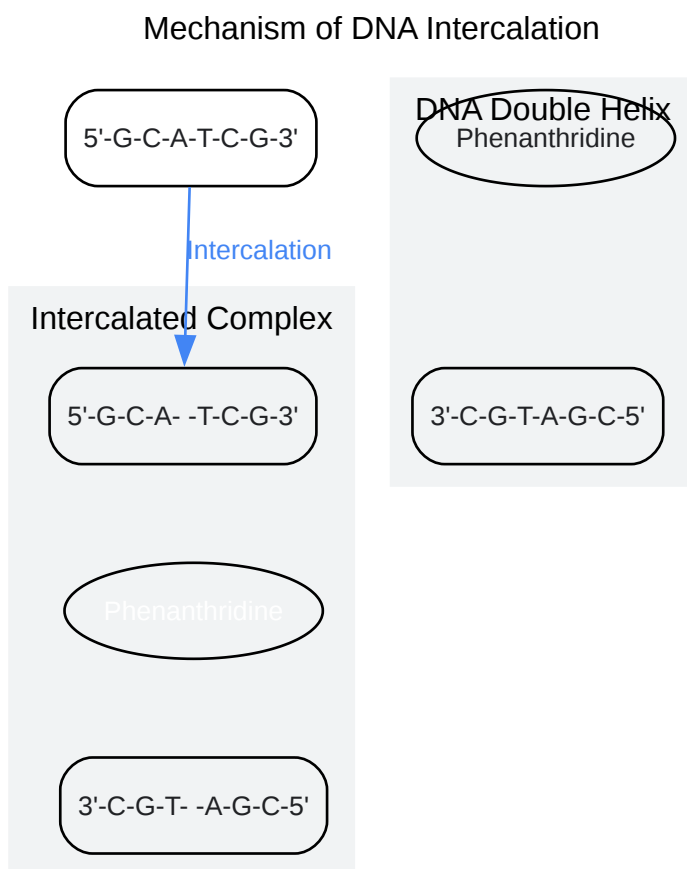 Mechanism of DNA Intercalation
5'-G-C-A-T-C-G-3'
DNA Double Helix
Phenanthridine
Intercalation
Intercalated Complex
5'-G-C-A- -T-C-G-3'
3'-C-G-T-A-G-C-5'
Phenanthridine
3'-C-G-T- -A-G-C-5'